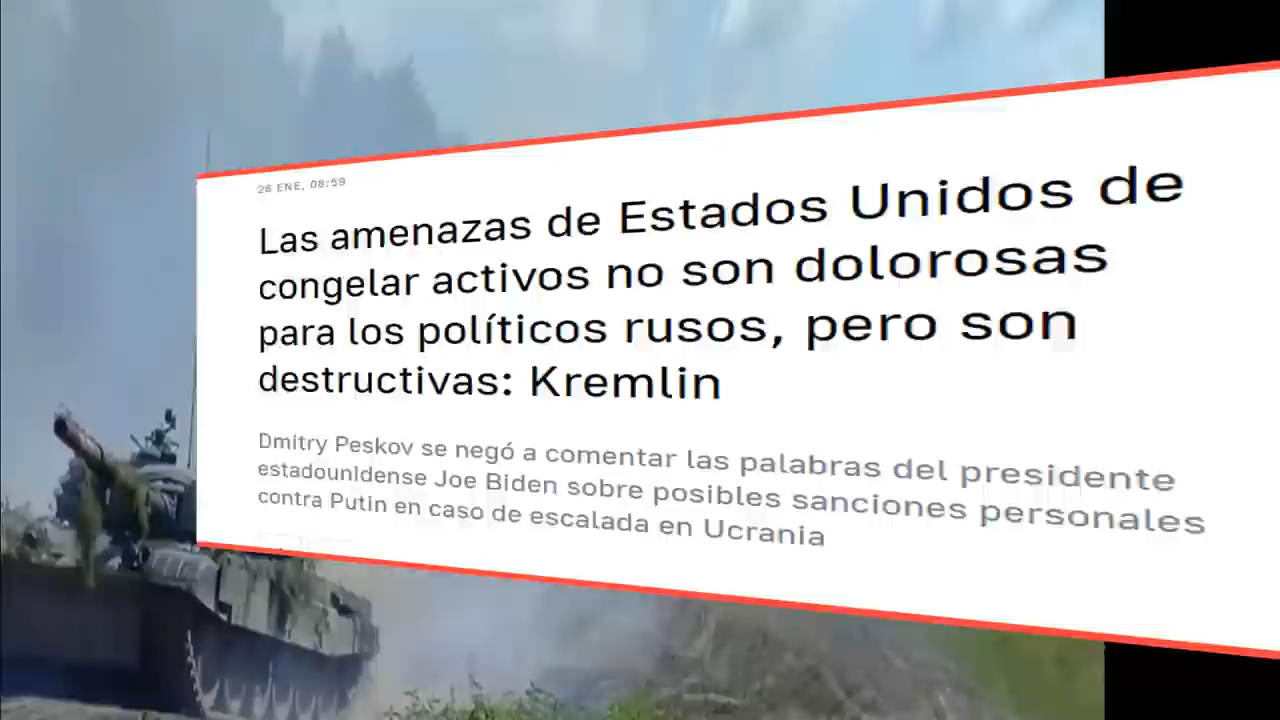 26 ENE, 08:59
Las amenazas de Estados Unidos de
congelar activos no son dolorosas
para los políticos rusos, pero son
destructivas: Kremlin
Dmitry Peskov se negó a comentar las palabras del presidente
estadounidense Joe Biden sobre posibles sanciones personales
contra Putin en caso de escalada en Ucrania